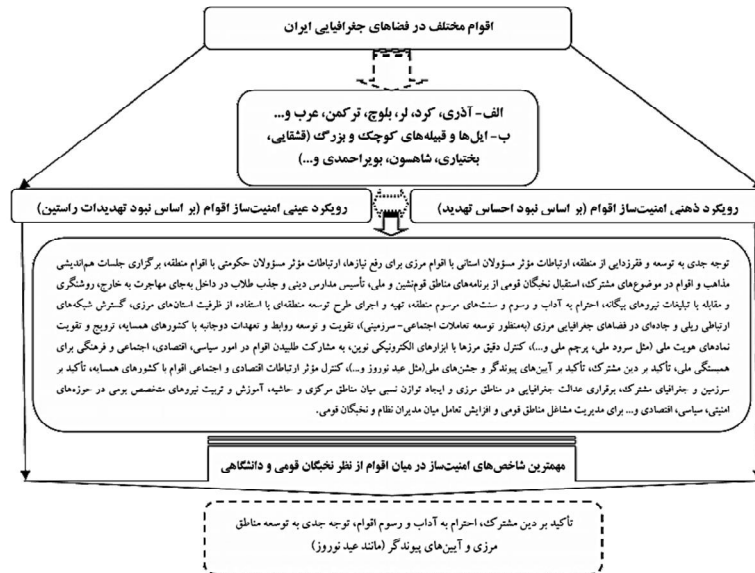 اقوام مختلف در فضاهای جغرافیایی ایران
الف- آذری، کرد، لر، بلوچ، ترکمن، عرب و...
ب- ایل‌ها و قبیله‌های کوچک و بزرگ (قشقایی،
بختیاری، شاهسون، بویراحمدی و...)
رویکرد ذهنی امنیت‌ساز اقوام (بر اساس نبود احساس تهدید)
رویکرد عینی امنیت‌ساز اقوام (بر اساس نبود تهدیدات راستین)
توجه جدی به توسعه و فقرزدایی از منطقه، ارتباطات مؤثر مسؤولان استانی با اقوام مرزی برای رفع نیازها، ارتباطات مؤثر مسؤولان حکومتی با اقوام منطقه، برگزاری جلسات هم‌اندیشی
مذاهب و اقوام در موضوع‌های مشترک، استقبال نخبگان قومی از برنامه‌های مناطق قوم‌نشین و ملی، تأسیس مدارس دینی و جذب طلاب در داخل به‌جای مهاجرت به خارج، روشنگری
و مقابله با تبلیغات نیروهای بیگانه، احترام به آداب و رسوم و سنت‌های مرسوم منطقه، تهیه و اجرای طرح توسعه منطقه‌ای با استفاده از ظرفیت استان‌های مرزی، گسترش شبکه‌های
ارتباطی ریلی و جاده‌ای در فضاهای جغرافیایی مرزی (به‌منظور توسعه تعاملات اجتماعی- سرزمینی)، تقویت و توسعه روابط و تعهدات دوجانبه با کشورهای همسایه، ترویج و تقویت
نمادهای هویت ملی (مثل سرود ملی، پرچم ملی و...)، کنترل دقیق مرزها با ابزارهای الکترونیکی نوین، به مشارکت طلبیدن اقوام در امور سیاسی، اقتصادی، اجتماعی و فرهنگی برای
همبستگی ملی، تأکید بر دین مشترک، تأکید بر آیین‌های پیوندگر و جشن‌های ملی(مثل عید نوروز و...)، کنترل مؤثر ارتباطات اقتصادی و اجتماعی اقوام با کشورهای همسایه، تأکید بر
سرزمین و جغرافیای مشترک، برقراری عدالت جغرافیایی در مناطق مرزی و ایجاد توازن نسبی میان مناطق مرکزی و حاشیه، آموزش و تربیت نیروهای متخصص بومی در حوزه‌های
امنیتی، سیاسی، اقتصادی و... برای مدیریت مشاغل مناطق قومی و افزایش تعامل میان مدیران نظام و نخبگان قومی.
مهمترین شاخص‌های امنیت‌ساز در میان اقوام از نظر نخبگان قومی و دانشگاهی
تأکید بر دین مشترک، احترام به آداب و رسوم اقوام، توجه جدی به توسعه مناطق
مرزی و آیین‌های پیوندگر (مانند عید نوروز)